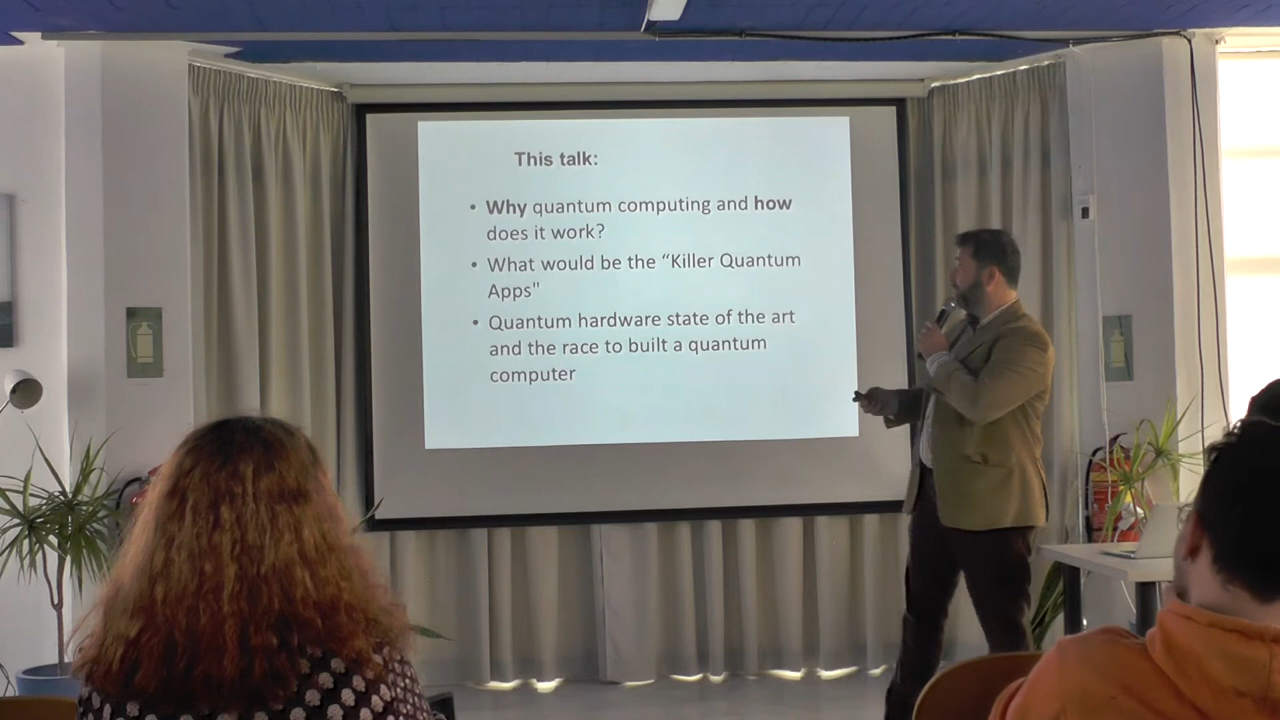 This talk:
• Why quantum computing and how
does it work?
• What would be the “Killer Quantum
Apps"
• Quantum hardware state of the art
and the race to built a quantum
computer